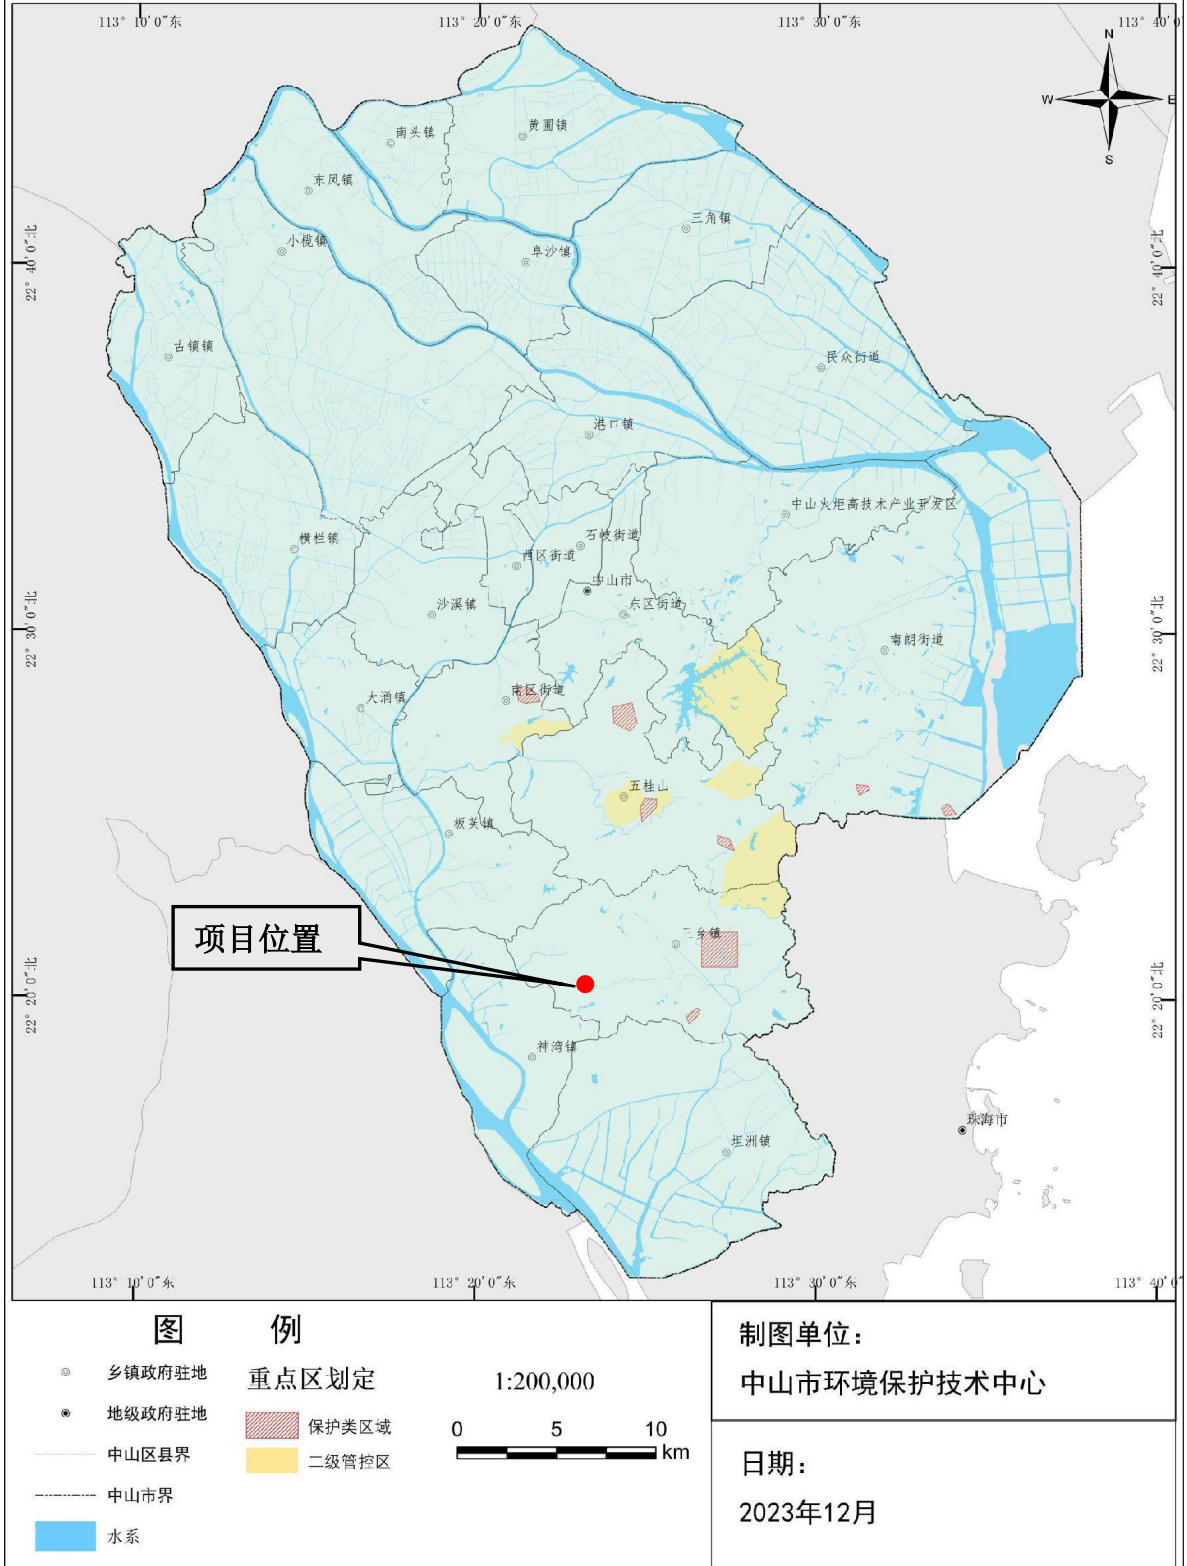 113° 10′0″东
113° 20′0″东
113° 30′0″东
113° 40′0″
N
W
E
S
黄圃镇
南头镇
东凤镇
三角镇
小榄镇
阜沙镇
22° 40′0″北
22° 40′0″北
古镇镇
民众街道
港口镇
中山火炬高技术产业开发区
石岐街道
横栏镇
西区街道
中山市
沙溪镇
东区街道
22° 30′0″北
22° 30′0″北
南朗街道
南区街道
大涌镇
五桂山
板芙镇
项目位置
三乡镇
22° 20′0″北
22° 20′0″北
神湾镇
珠海市
坦洲镇
113° 10′0″东
113° 20′0″东
113° 30′0″东
113° 40′0″
图 例
乡镇政府驻地
地级政府驻地
中山区县界
中山市界
水系
重点区划定
保护类区域
二级管控区
1:200,000
0 5 10
km
制图单位：
中山市环境保护技术中心
日期：
2023年12月